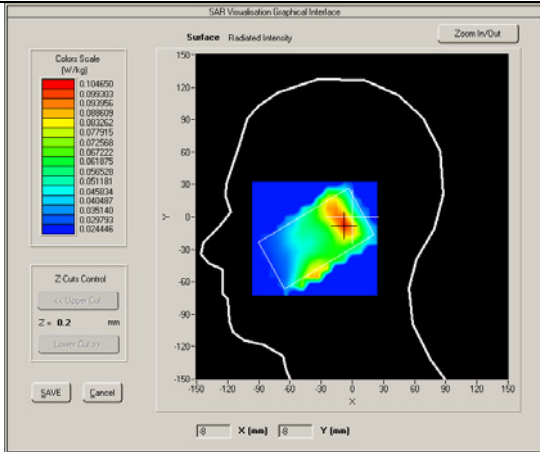 SAR Visualisation Graphical Interface
Surface Radiated Intensity
Zoom In/Out
Colors Scale
(W/kg)
0.104650
0.099303
0.093956
0.088609
0.083262
0.077915
0.072568
0.067222
0.061875
0.056528
0.051181
0.045834
0.040487
0.035140
0.029793
0.024446
Z Cuts Control
<< Upper Cut
Z = 0.2 mm
Lower Cut >>
SAVE Cancel
150-
120-
90-
60-
30-
0-
-30-
-60-
-90-
-120-
-150-
Y
-150 -120 -90 -60 -30 0 30 60 90 120 150
X
-8 X (mm) -8 Y (mm)